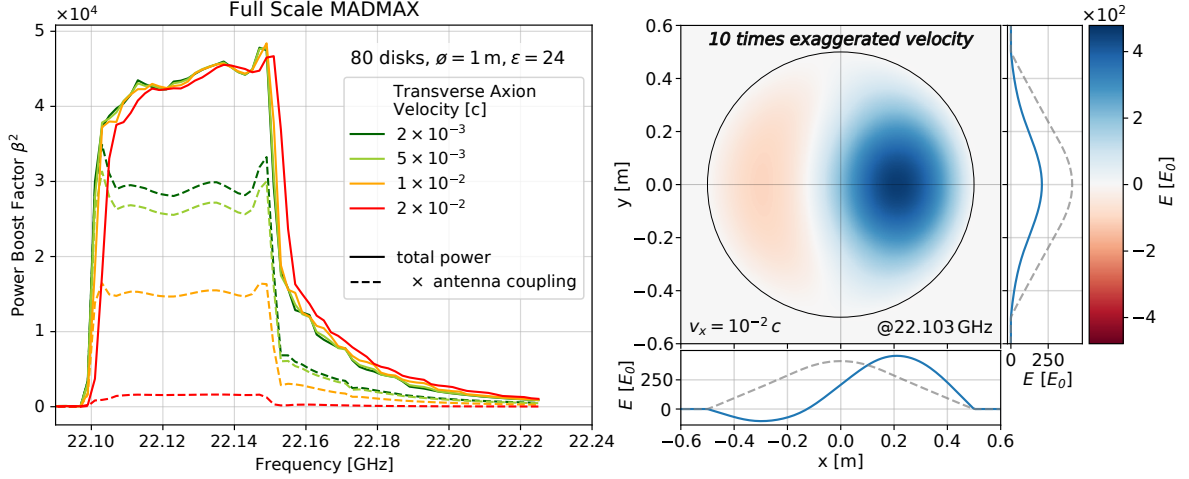 Full Scale MADMAX
×10⁴
Power Boost Factor β²
5
4
3
2
1
0
80 disks, ø = 1 m, ε = 24
Transverse Axion
Velocity [c]
2 × 10⁻³
5 × 10⁻³
1 × 10⁻²
2 × 10⁻²
total power
× antenna coupling
22.10 22.12 22.14 22.16 22.18 22.20 22.22 22.24
Frequency [GHz]
10 times exaggerated velocity
y [m]
0.6
0.4
0.2
0.0
−0.2
−0.4
−0.6
vₓ = 10⁻² c
@22.103 GHz
0 250
E [E₀]
E [E₀]
250
0
−0.6 −0.4 −0.2 0.0 0.2 0.4 0.6
x [m]
×10²
4
2
0
−2
−4
E [E₀]